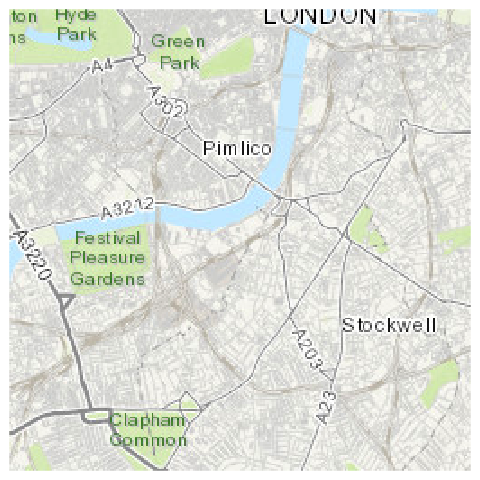 LONDON
Hyde
Park
ton
ns
Green
Park
A4
A302
Pimlico
A3212
Festival
Pleasure
Gardens
A3220
Stockwell
A203
A23
Clapham
Common